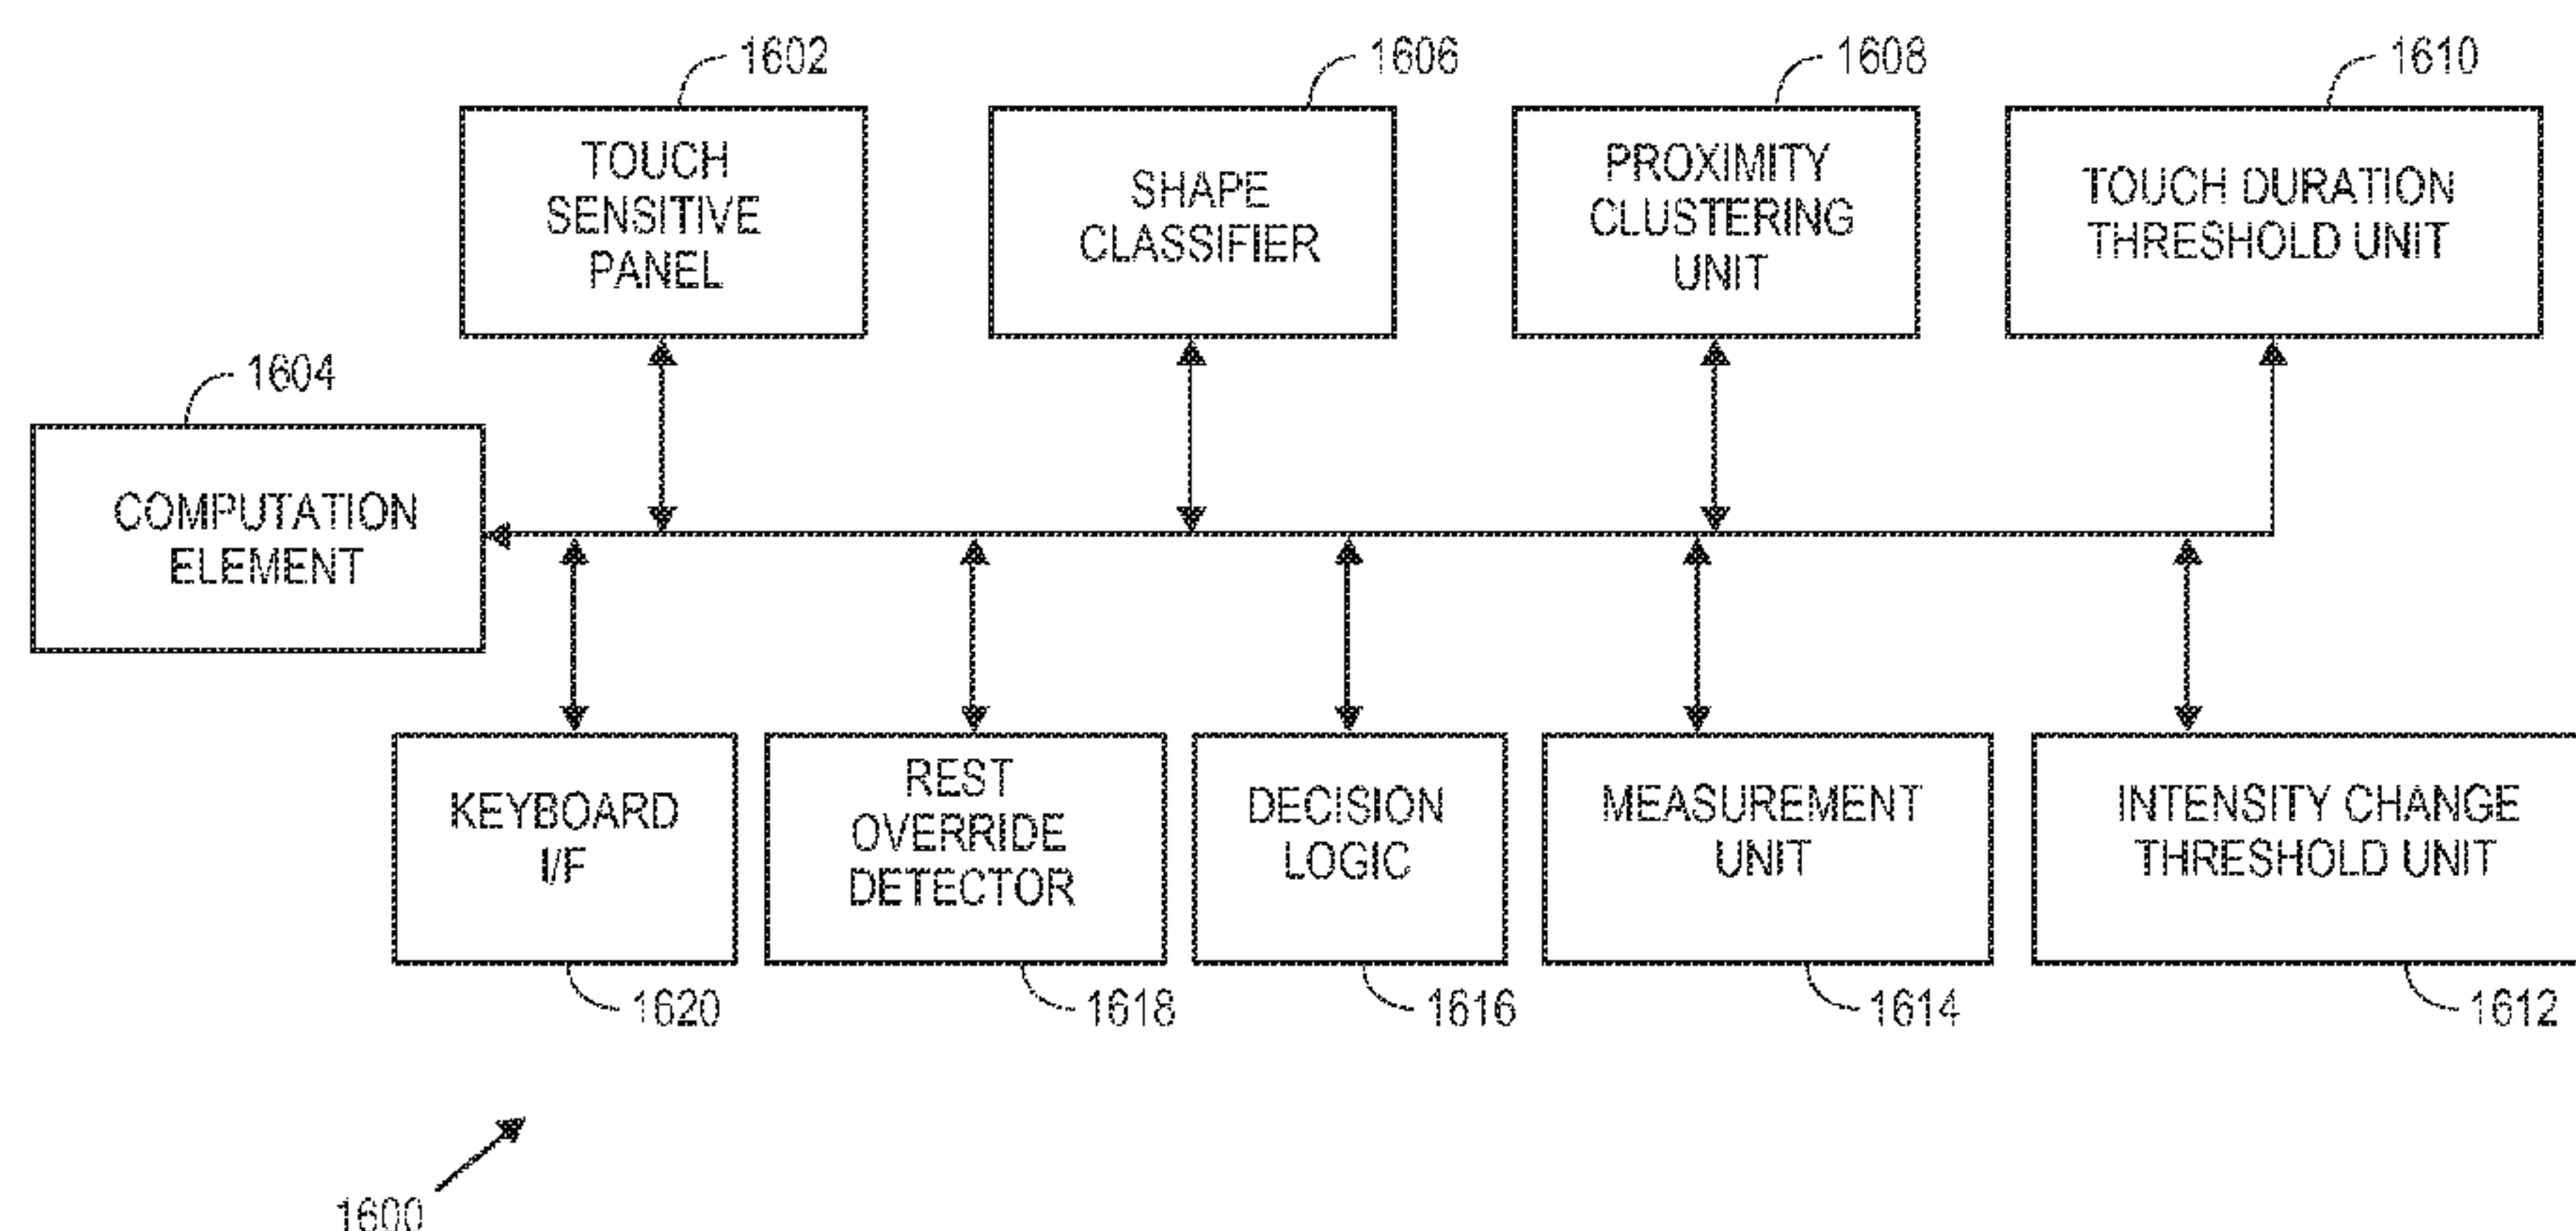 1602
1606
1608
1610
TOUCH
SENSITIVE
PANEL
SHAPE
CLASSIFIER
PROXIMITY
CLUSTERING
UNIT
TOUCH DURATION
THRESHOLD UNIT
1604
COMPUTATION
ELEMENT
KEYBOARD
I/F
REST
OVERRIDE
DETECTOR
DECISION
LOGIC
MEASUREMENT
UNIT
INTENSITY CHANGE
THRESHOLD UNIT
1620
1618
1616
1614
1612
1600